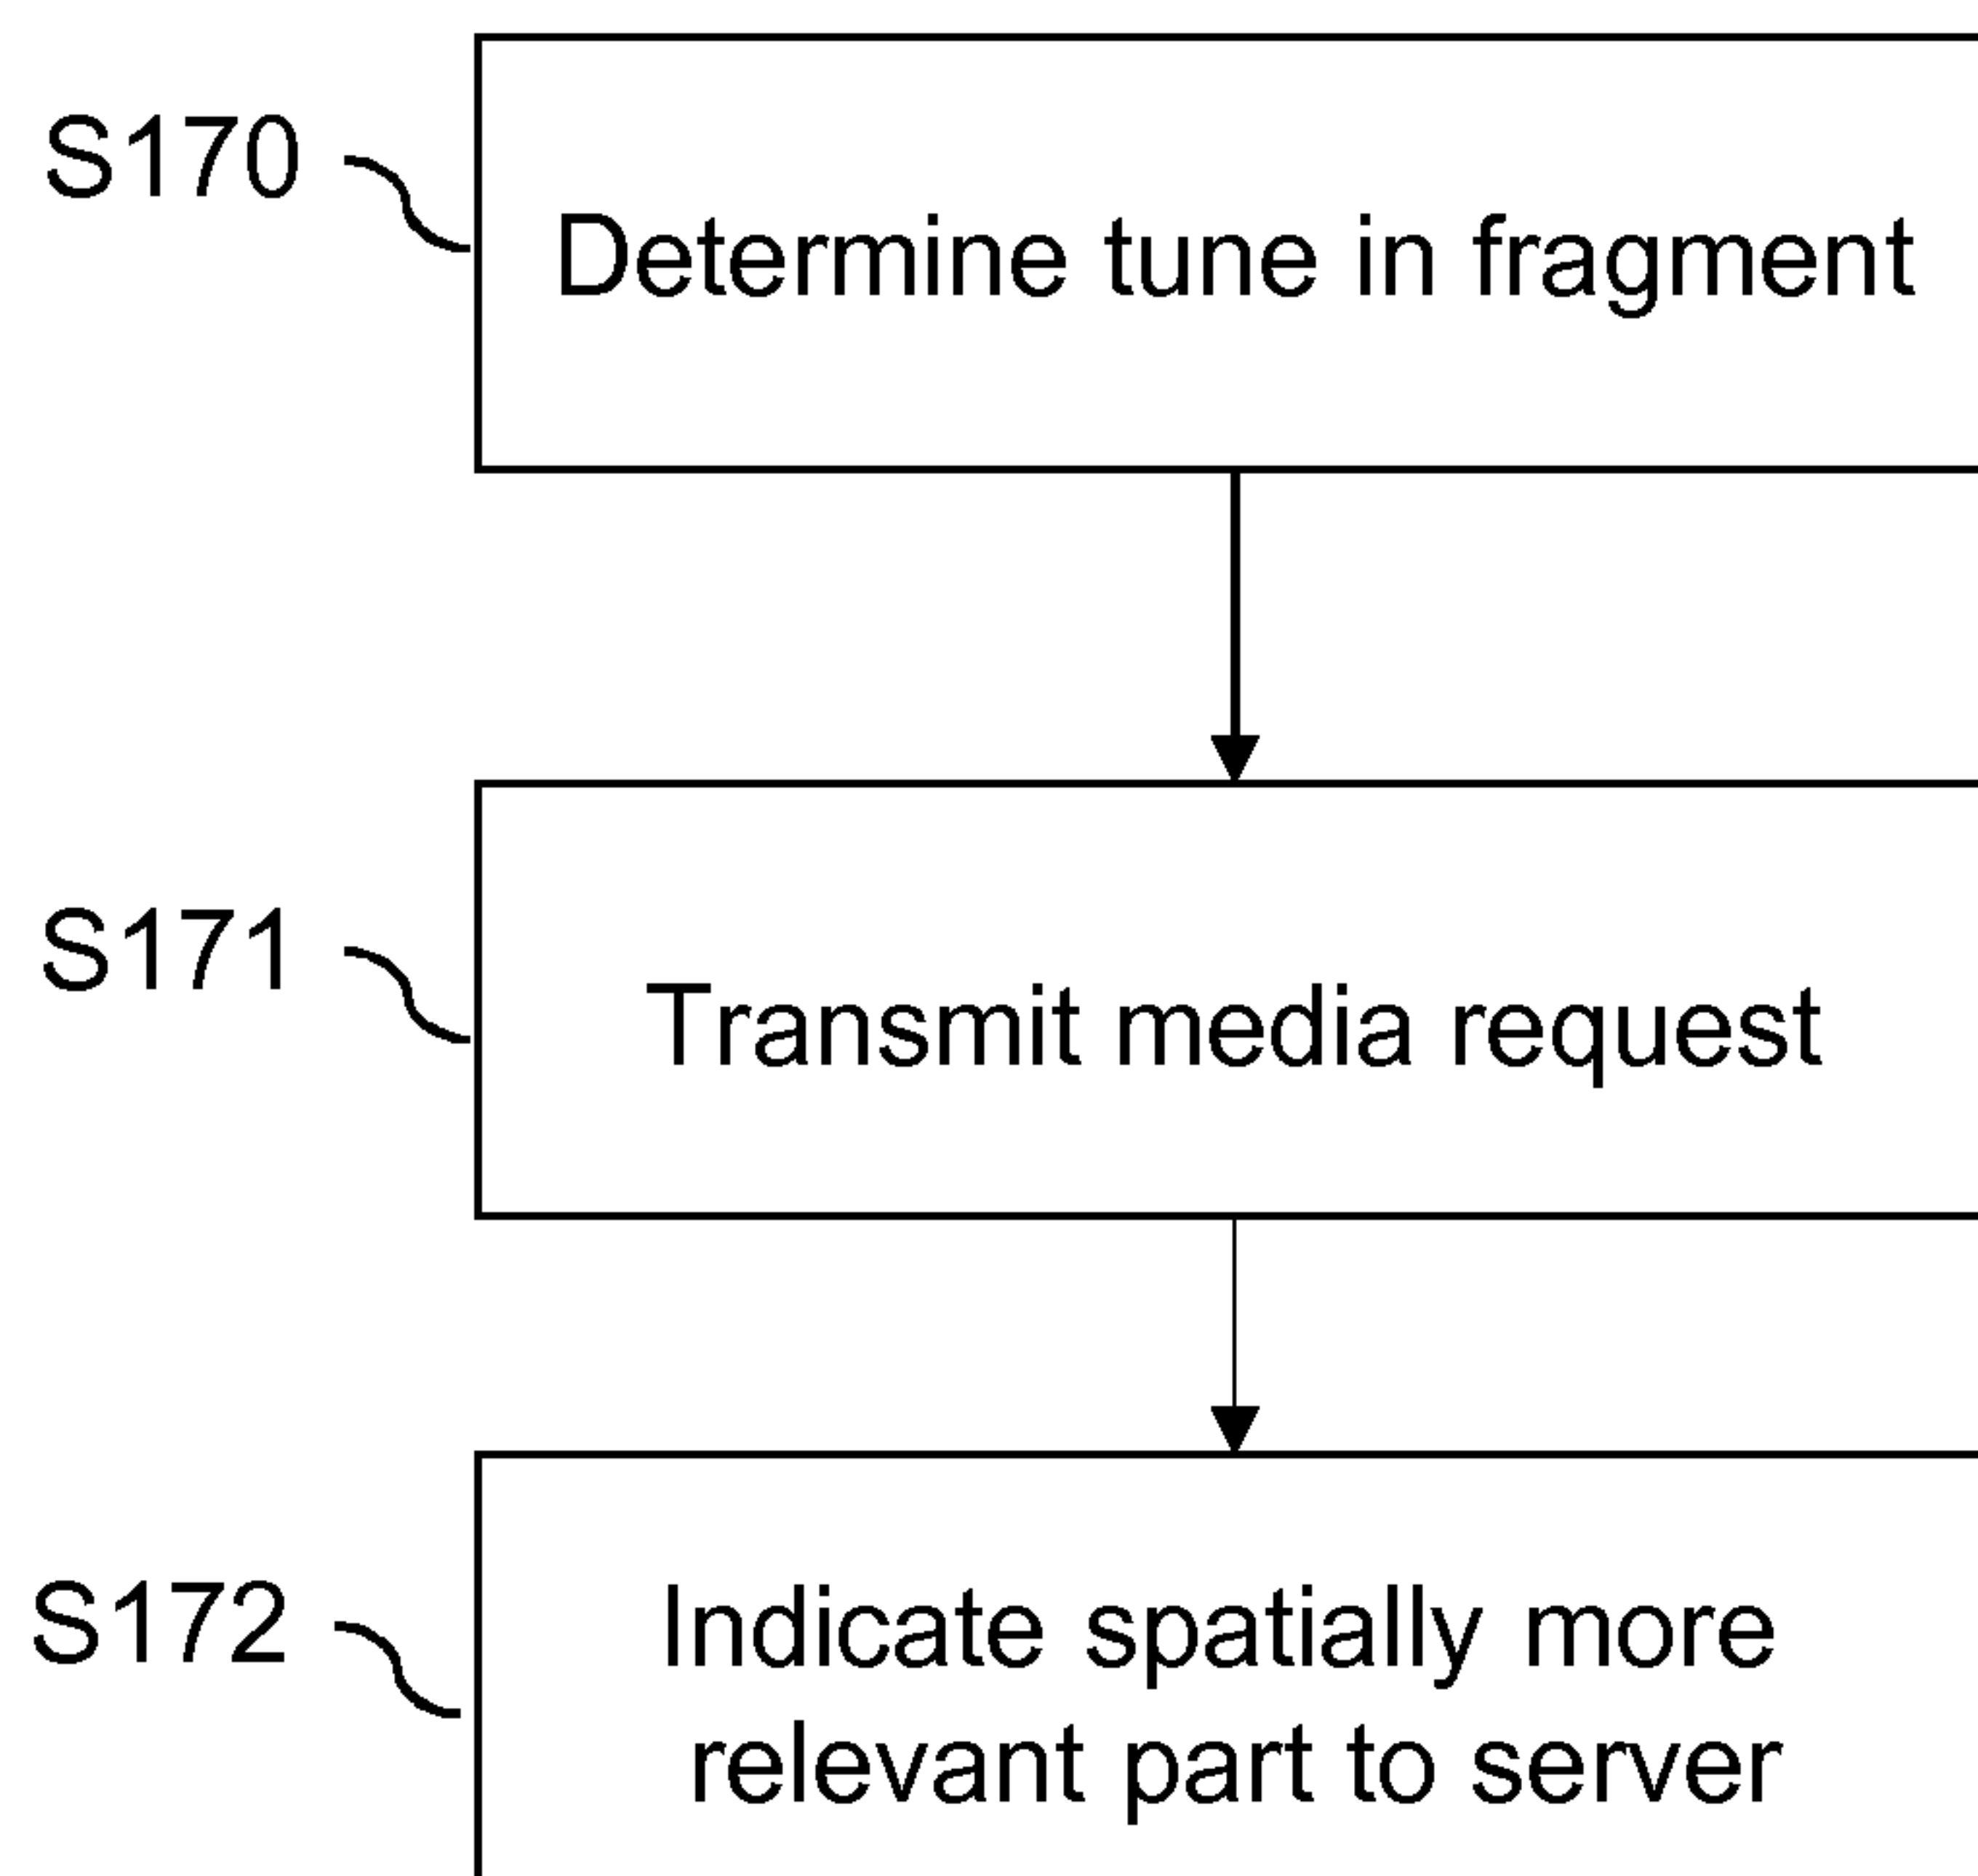 S170
Determine tune in fragment
S171
Transmit media request
S172
Indicate spatially more
relevant part to server